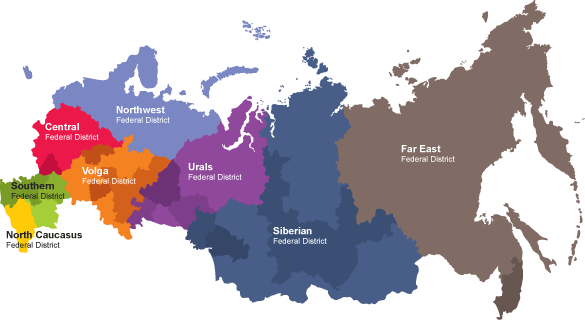 Northwest
Federal District
Central
Federal District
Far East
Federal District
Volga
Federal District
Urals
Federal District
Southern
Federal District
North Caucasus
Federal District
Siberian
Federal District